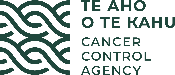 TE AHO
O TE KAHU
CANCER
CONTROL
AGENCY